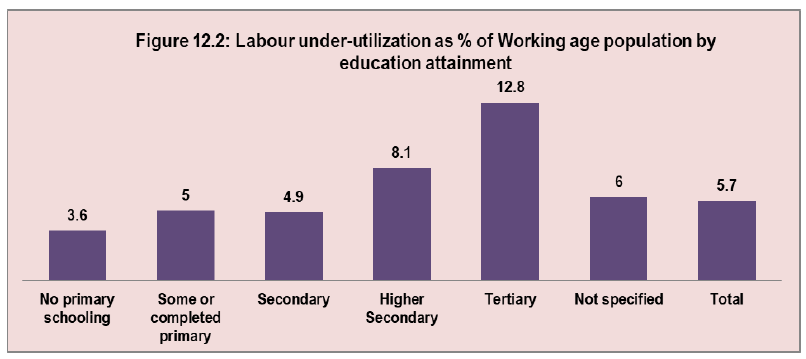 Figure 12.2: Labour under-utilization as % of Working age population by
education attainment
12.8
8.1
6
5.7
5
4.9
3.6
No primary
schooling
Some or
completed
primary
Secondary
Higher
Secondary
Tertiary
Not specified
Total